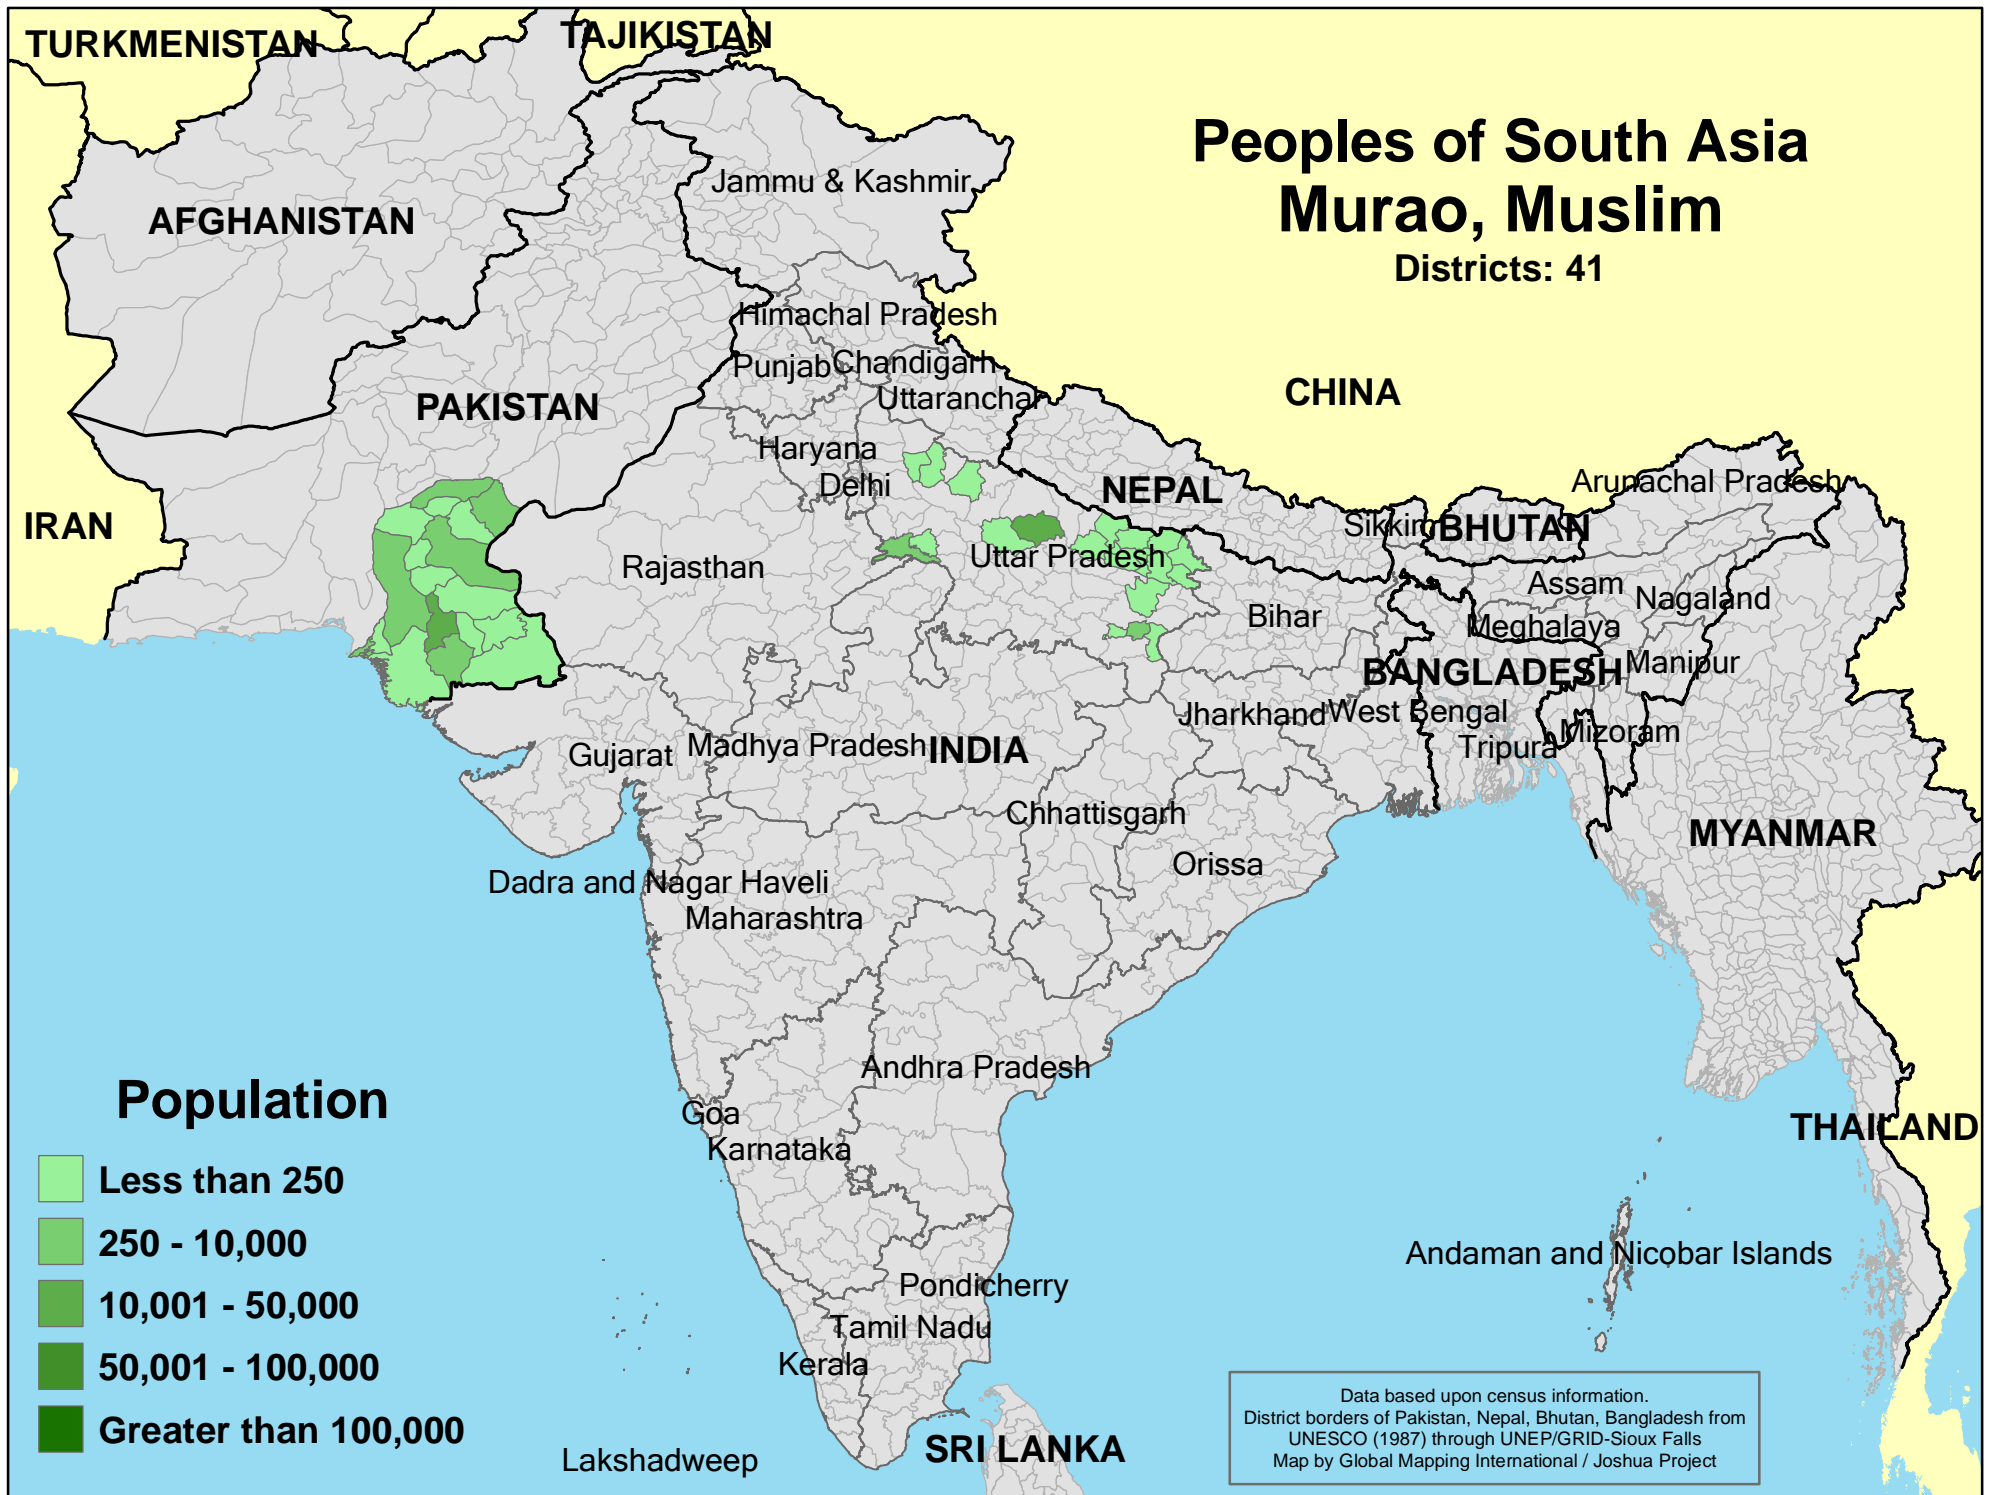 TURKMENISTAN
TAJIKISTAN
Peoples of South Asia
Murao, Muslim
Districts: 41
Jammu & Kashmir
AFGHANISTAN
Himachal Pradesh
Punjab
Chandigarh
Uttaranchal
PAKISTAN
CHINA
Haryana
Delhi
NEPAL
Arunachal Pradesh
IRAN
Sikkim
BHUTAN
Uttar Pradesh
Rajasthan
Assam
Nagaland
Bihar
Meghalaya
Manipur
BANGLADESH
Jharkhand
West Bengal
Tripura
Mizoram
Gujarat
Madhya Pradesh
INDIA
Chhattisgarh
MYANMAR
Orissa
Dadra and Nagar Haveli
Maharashtra
Andhra Pradesh
Goa
Karnataka
THAILAND
Andaman and Nicobar Islands
Pondicherry
Tamil Nadu
Kerala
Lakshadweep
SRI LANKA
Population
Less than 250
250 - 10,000
10,001 - 50,000
50,001 - 100,000
Greater than 100,000
Data based upon census information.
District borders of Pakistan, Nepal, Bhutan, Bangladesh from
UNESCO (1987) through UNEP/GRID-Sioux Falls
Map by Global Mapping International / Joshua Project